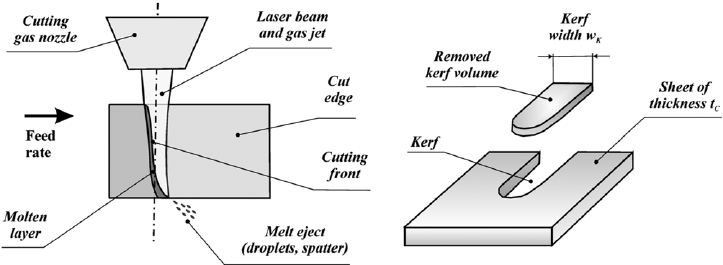 Cutting
gas nozzle
Laser beam
and gas jet
Cut
edge
Feed
rate
Cutting
front
Molten
layer
Melt eject
(droplets, spatter)
Kerf
width w_K
Removed
kerf volume
Sheet of
thickness t_C
Kerf